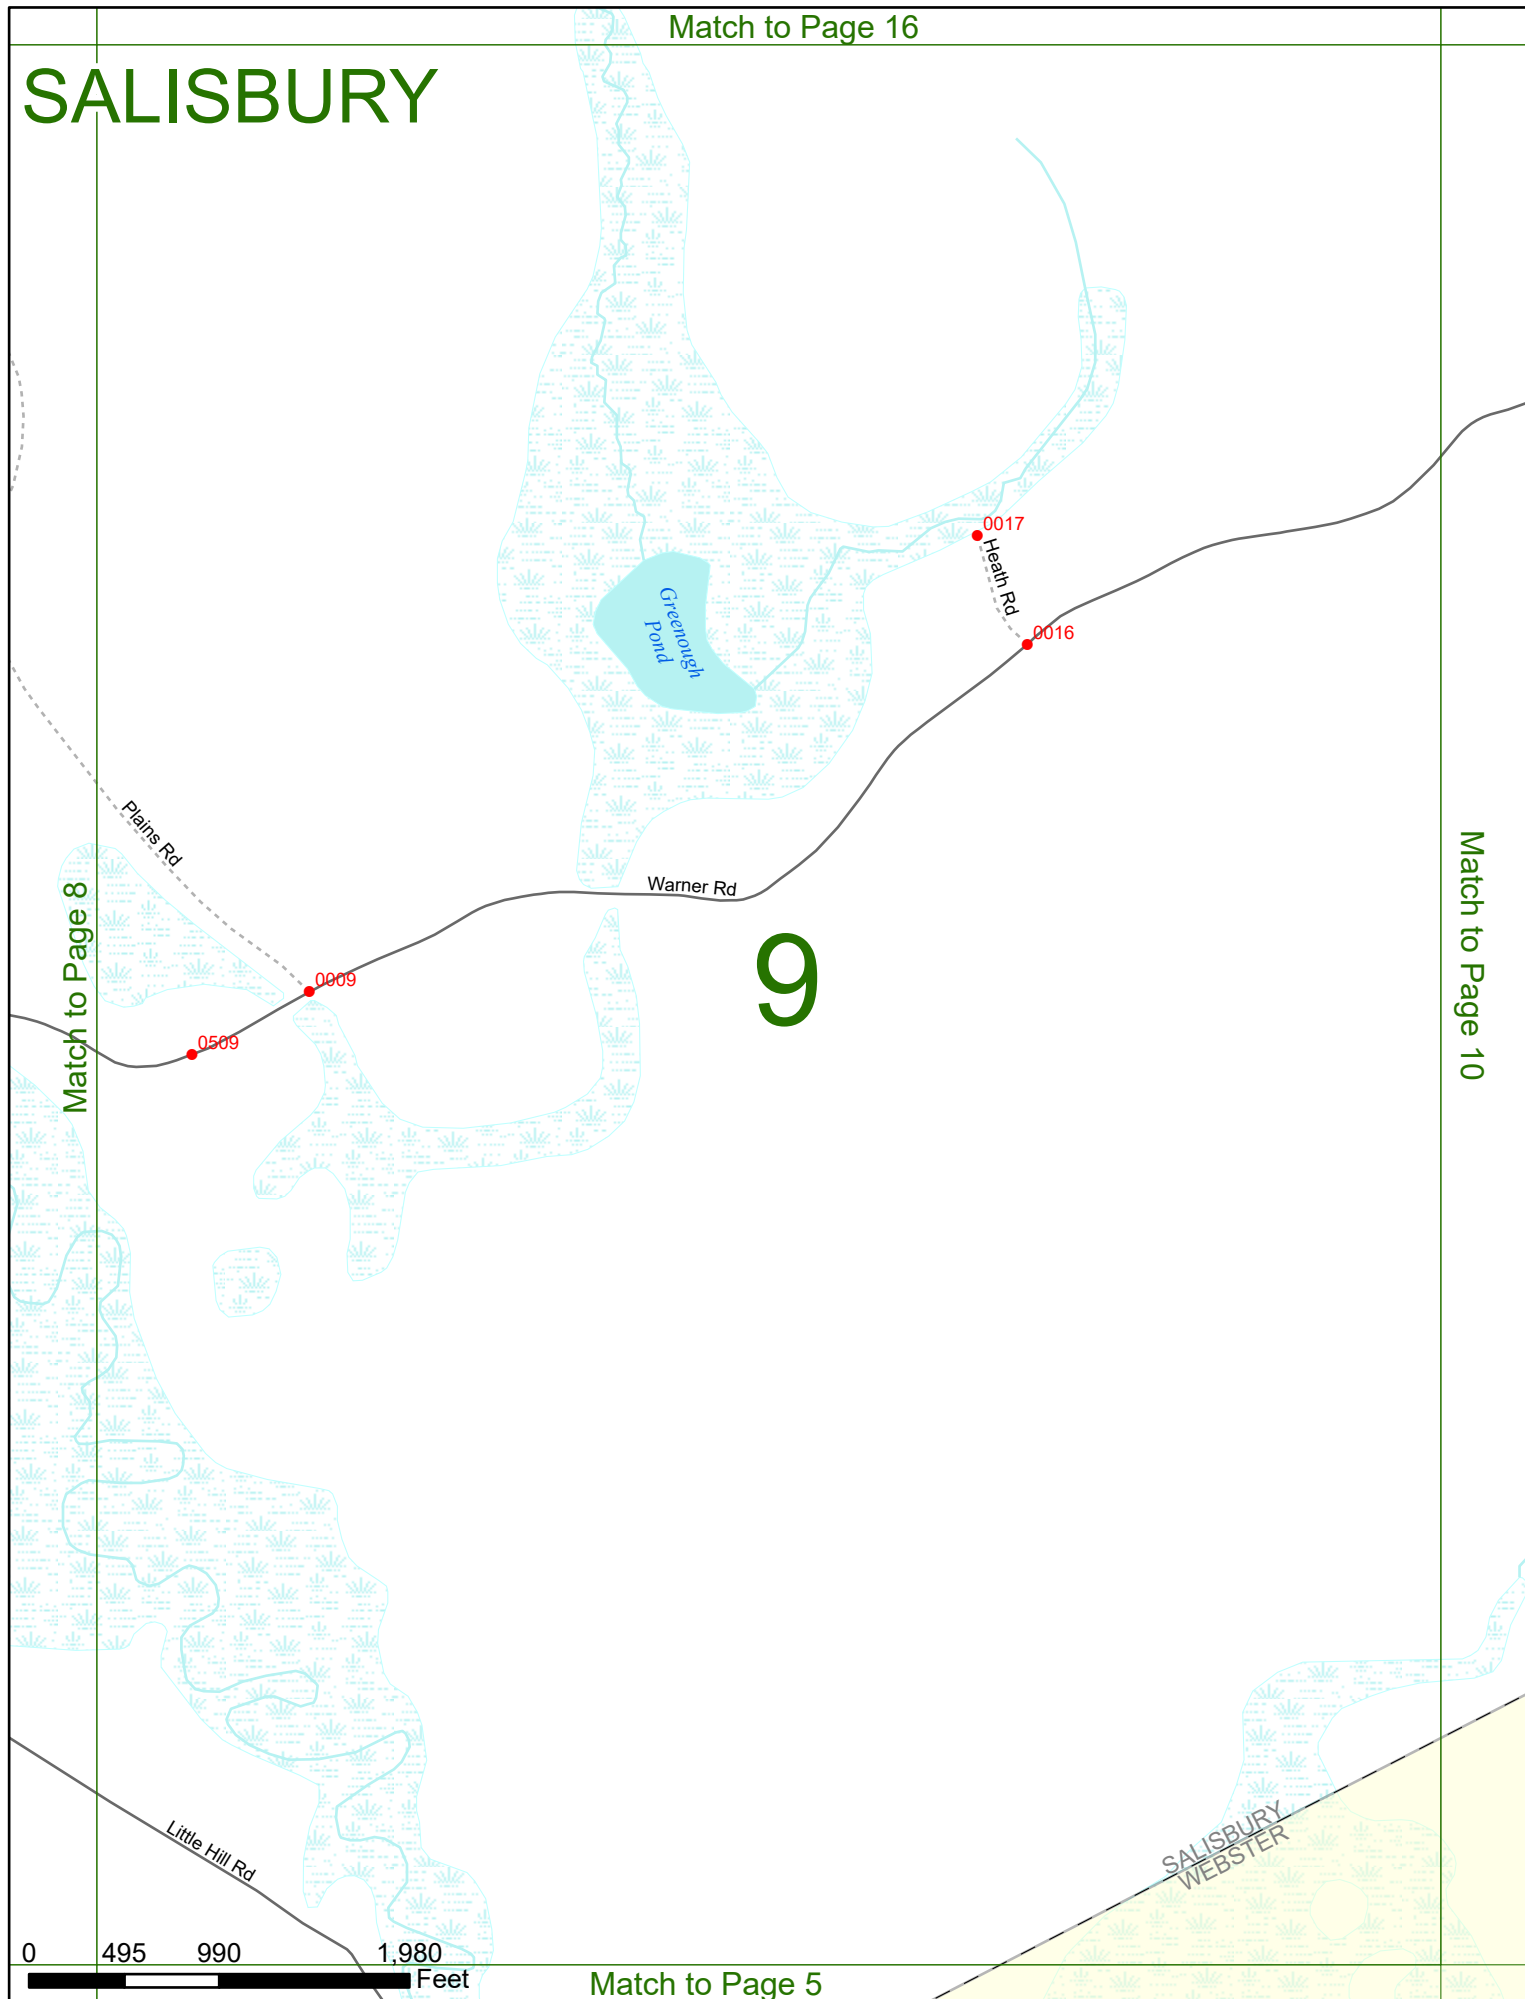 Match to Page 16
SALISBURY
0017
Heath Rd
0016
Greenough
Pond
Plains Rd
Match to Page 8
Warner Rd
9
Match to Page 10
0009
0509
SALISBURY
WEBSTER
Little Hill Rd
0 495 990 1,980
Feet
Match to Page 5